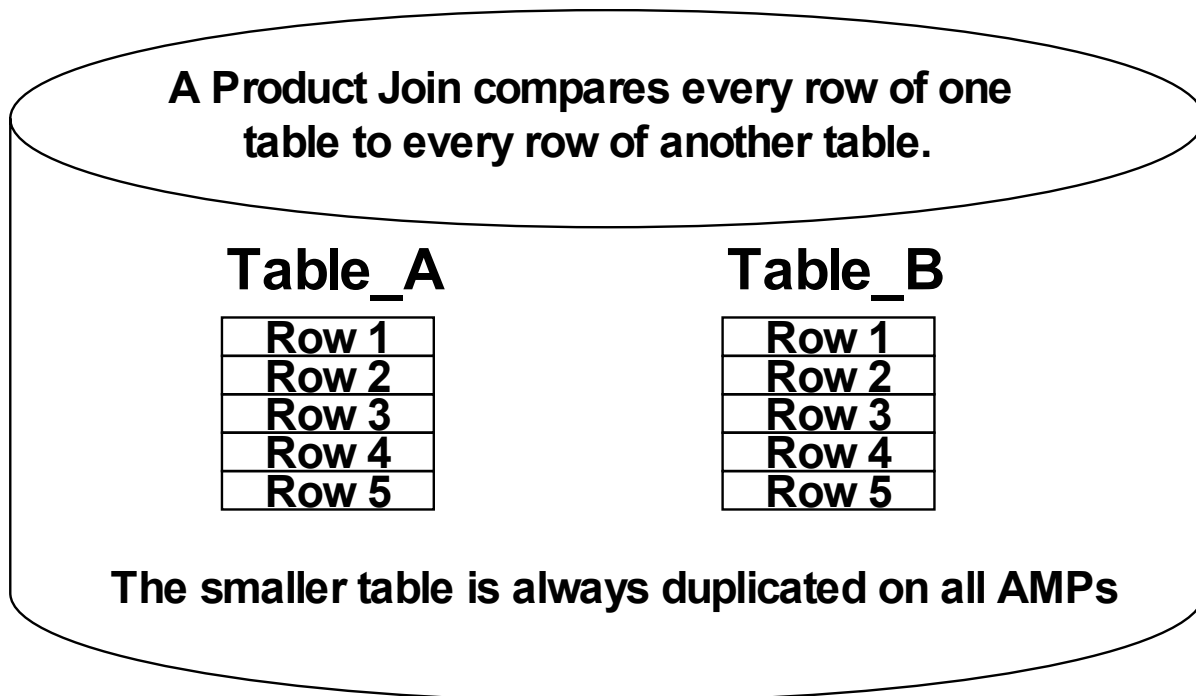 A Product Join compares every row of one
table to every row of another table.
Table_A Table_B
Row 1 Row 1
Row 2 Row 2
Row 3 Row 3
Row 4 Row 4
Row 5 Row 5
The smaller table is always duplicated on all AMPs